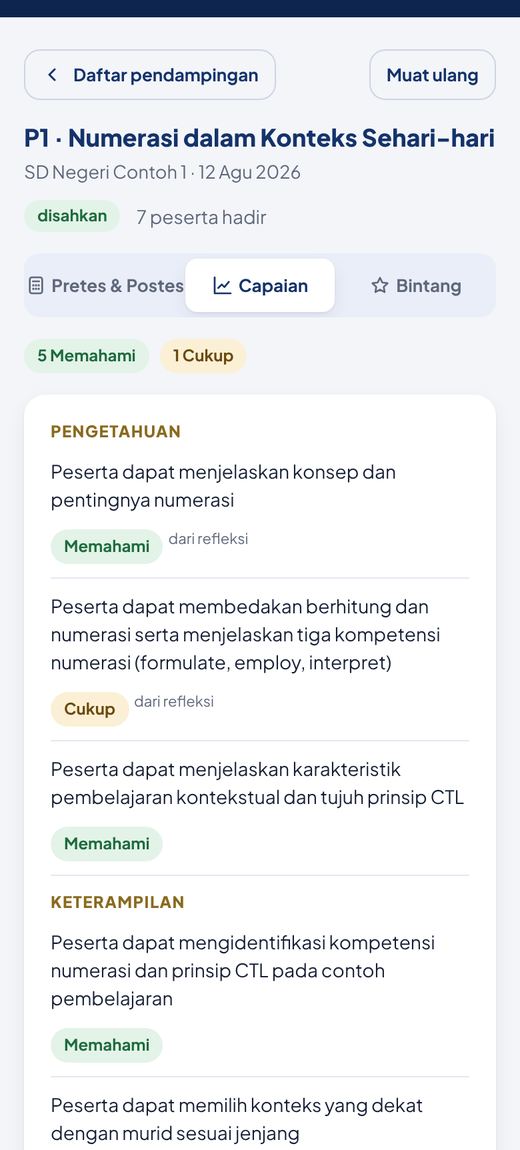 Daftar pendampingan
Muat ulang
P1 · Numerasi dalam Konteks Sehari-hari
SD Negeri Contoh 1 · 12 Agu 2026
disahkan
7 peserta hadir
Pretes & Postes
Capaian
Bintang
5 Memahami
1 Cukup
PENGETAHUAN
Peserta dapat menjelaskan konsep dan
pentingnya numerasi
Memahami
dari refleksi
Peserta dapat membedakan berhitung dan
numerasi serta menjelaskan tiga kompetensi
numerasi (formulate, employ, interpret)
Cukup
dari refleksi
Peserta dapat menjelaskan karakteristik
pembelajaran kontekstual dan tujuh prinsip CTL
Memahami
KETERAMPILAN
Peserta dapat mengidentifikasi kompetensi
numerasi dan prinsip CTL pada contoh
pembelajaran
Memahami
Peserta dapat memilih konteks yang dekat
dengan murid sesuai jenjang